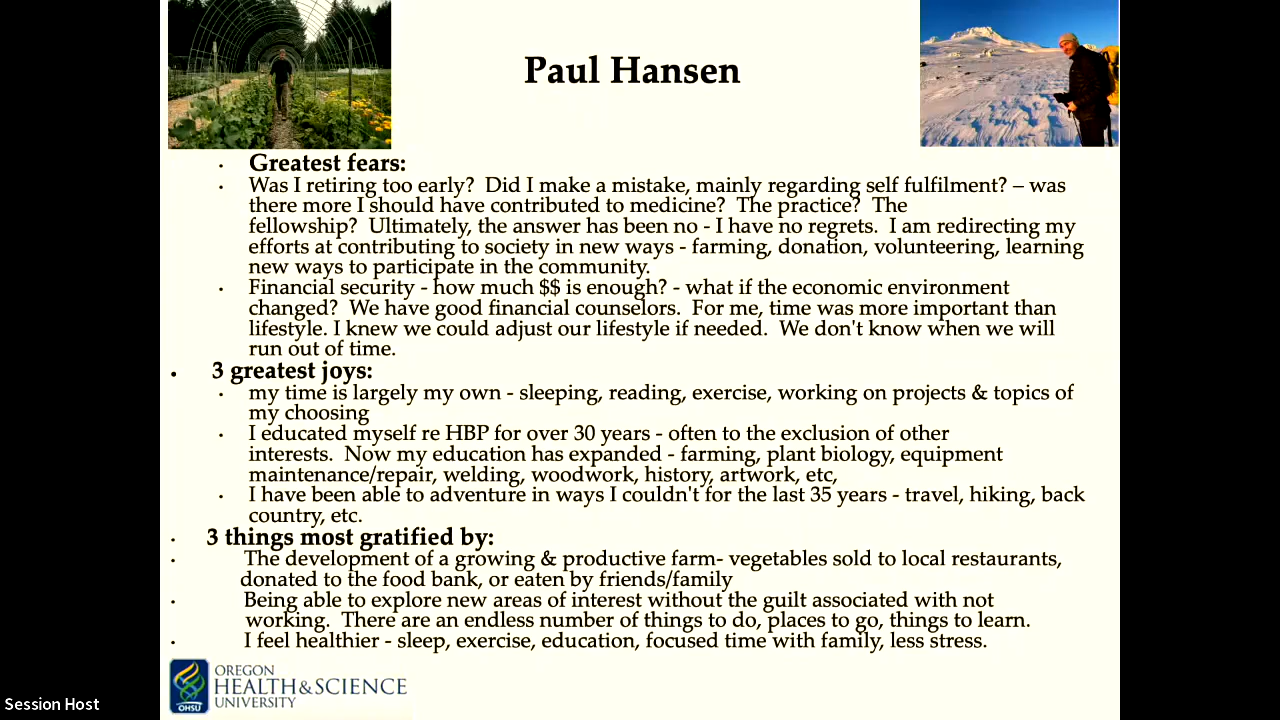 Paul Hansen
• Greatest fears:
• Was I retiring too early? Did I make a mistake, mainly regarding self fulfilment? – was
there more I should have contributed to medicine? The practice? The
fellowship? Ultimately, the answer has been no - I have no regrets. I am redirecting my
efforts at contributing to society in new ways - farming, donation, volunteering, learning
new ways to participate in the community.
• Financial security - how much $$ is enough? - what if the economic environment
changed? We have good financial counselors. For me, time was more important than
lifestyle. I knew we could adjust our lifestyle if needed. We don't know when we will
run out of time.
• 3 greatest joys:
• my time is largely my own - sleeping, reading, exercise, working on projects & topics of
my choosing
• I educated myself re HBP for over 30 years - often to the exclusion of other
interests. Now my education has expanded - farming, plant biology, equipment
maintenance/repair, welding, woodwork, history, artwork, etc,
• I have been able to adventure in ways I couldn't for the last 35 years - travel, hiking, back
country, etc.
• 3 things most gratified by:
• The development of a growing & productive farm- vegetables sold to local restaurants,
donated to the food bank, or eaten by friends/family
• Being able to explore new areas of interest without the guilt associated with not
working. There are an endless number of things to do, places to go, things to learn.
• I feel healthier - sleep, exercise, education, focused time with family, less stress.
OHSU
OREGON
HEALTH&SCIENCE
UNIVERSITY
Session Host